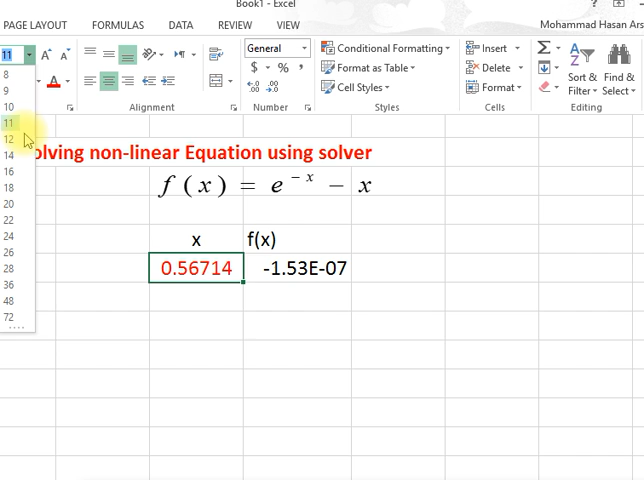 Book1 - Excel
?
PAGE LAYOUT FORMULAS DATA REVIEW VIEW Mohammad Hasan Ars
11 A A General Conditional Formatting Insert Σ
$ % , Format as Table Delete Sort & Find &
A Cell Styles Format Filter Select
Alignment Number Styles Cells Editing
8
9
10
11
12
14
16
18
20
22
24
26
28
36
48
72
olving non-linear Equation using solver
f ( x ) = e − x − x
x f(x)
0.56714 -1.53E-07